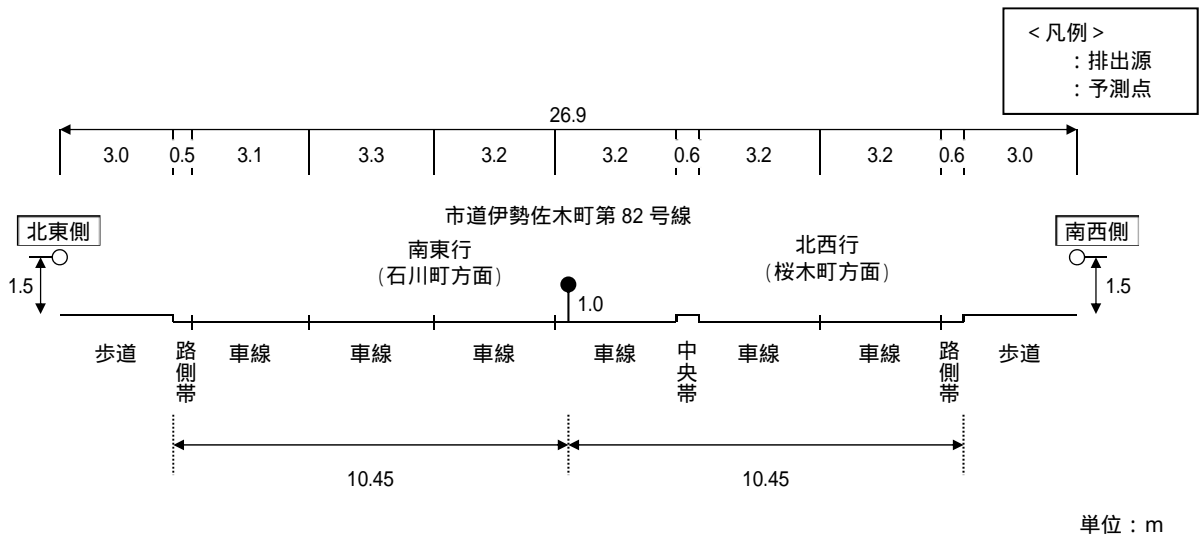 <凡例>
:排出源
:予測点
26.9
3.0 0.5 3.1 3.3 3.2 3.2 0.6 3.2 3.2 0.6 3.0
市道伊勢佐木町第 82 号線
北東側
南東行
(石川町方面)
北西行
(桜木町方面)
南西側
1.5
1.0
1.5
歩道 路側帯 車線 車線 車線 車線 中央帯 車線 車線 路側帯 歩道
10.45 10.45
単位:m